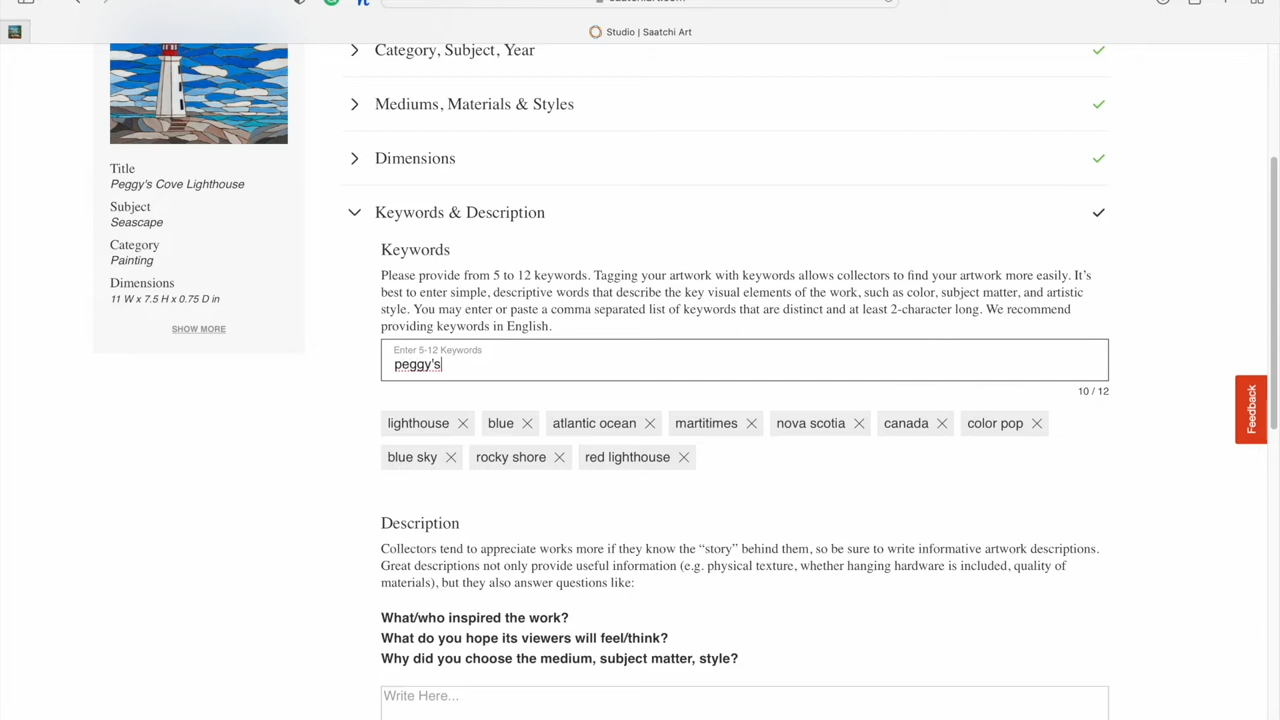 Studio | Saatchi Art
Category, Subject, Year
Mediums, Materials & Styles
Dimensions
Keywords & Description
Title
Peggy's Cove Lighthouse
Subject
Seascape
Category
Painting
Dimensions
11 W x 7.5 H x 0.75 D in
SHOW MORE
Keywords
Please provide from 5 to 12 keywords. Tagging your artwork with keywords allows collectors to find your artwork more easily. It's
best to enter simple, descriptive words that describe the key visual elements of the work, such as color, subject matter, and artistic
style. You may enter or paste a comma separated list of keywords that are distinct and at least 2-character long. We recommend
providing keywords in English.
Enter 5-12 Keywords
peggy's
10 / 12
lighthouse blue atlantic ocean martitimes nova scotia canada color pop
blue sky rocky shore red lighthouse
Description
Collectors tend to appreciate works more if they know the “story” behind them, so be sure to write informative artwork descriptions.
Great descriptions not only provide useful information (e.g. physical texture, whether hanging hardware is included, quality of
materials), but they also answer questions like:
What/who inspired the work?
What do you hope its viewers will feel/think?
Why did you choose the medium, subject matter, style?
Write Here...
Feedback